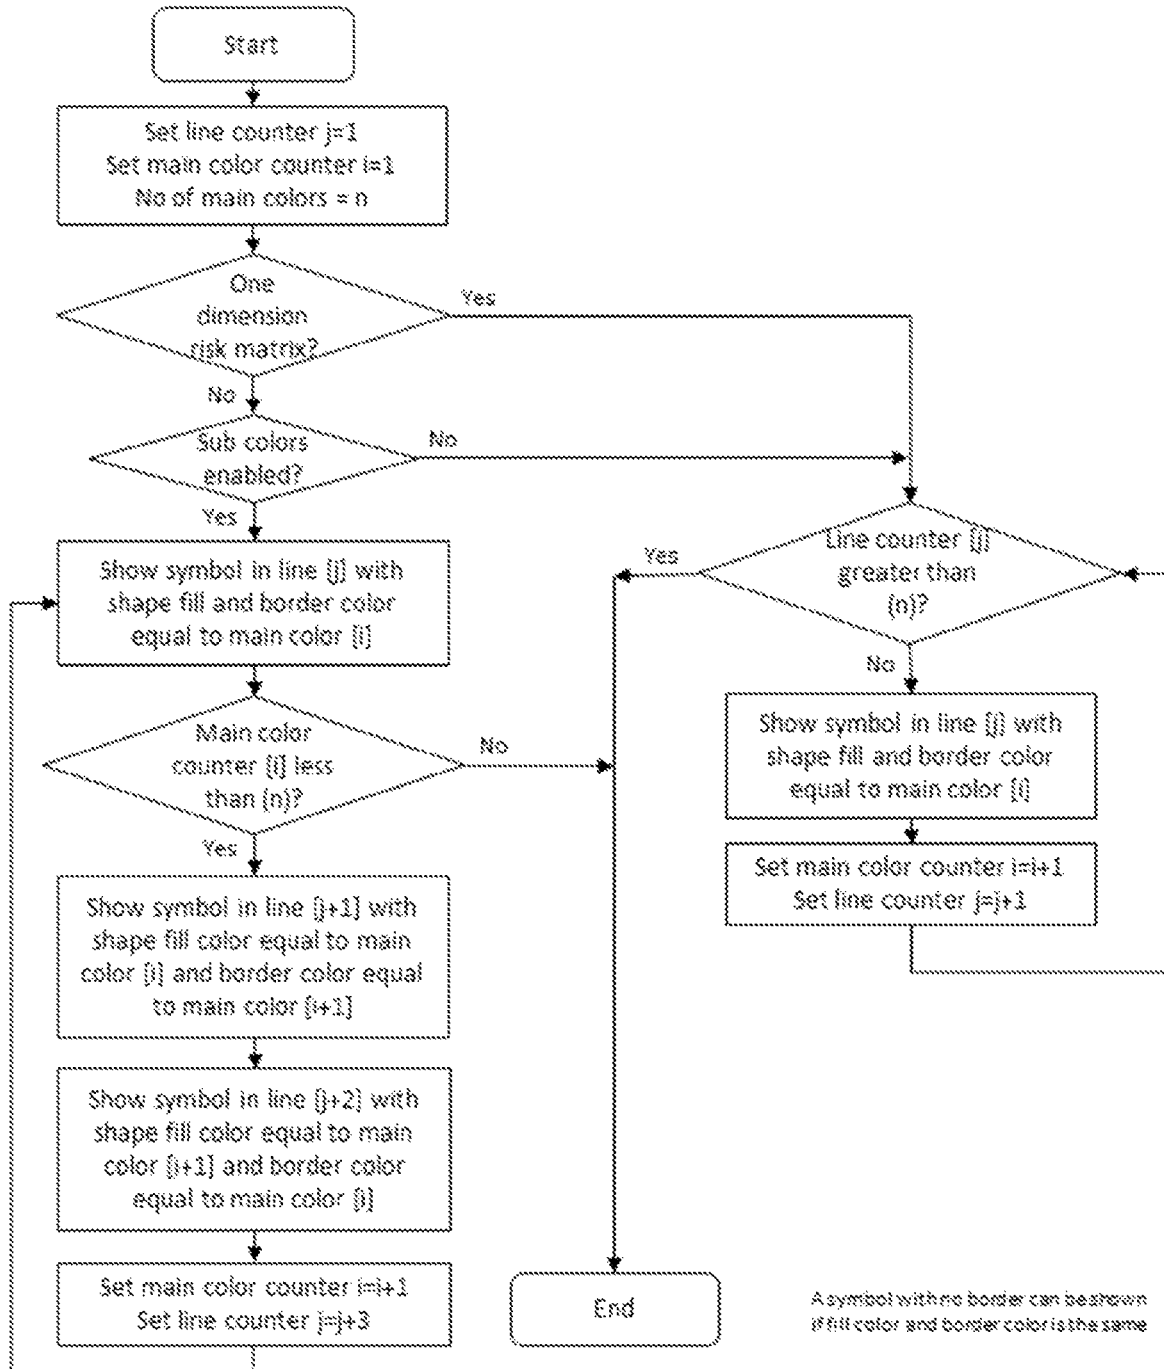 Start
Set line counter j=1
Set main color counter i=1
No of main colors = n
One
dimension
risk matrix?
Yes
No
Sub colors
enabled?
No
Yes
Show symbol in line [j] with
shape fill and border color
equal to main color [i]
Main color
counter [i] less
than (n)?
No
Yes
Show symbol in line [j+1] with
shape fill color equal to main
color [i] and border color equal
to main color [i+1]
Show symbol in line [j+2] with
shape fill color equal to main
color [i+1] and border color
equal to main color [i]
Set main color counter i=i+1
Set line counter j=j+3
Line counter [j]
greater than
(n)?
Yes
No
Show symbol in line [j] with
shape fill and border color
equal to main color [i]
Set main color counter i=i+1
Set line counter j=j+1
End
A symbol with no border can be shown
if fill color and border color is the same